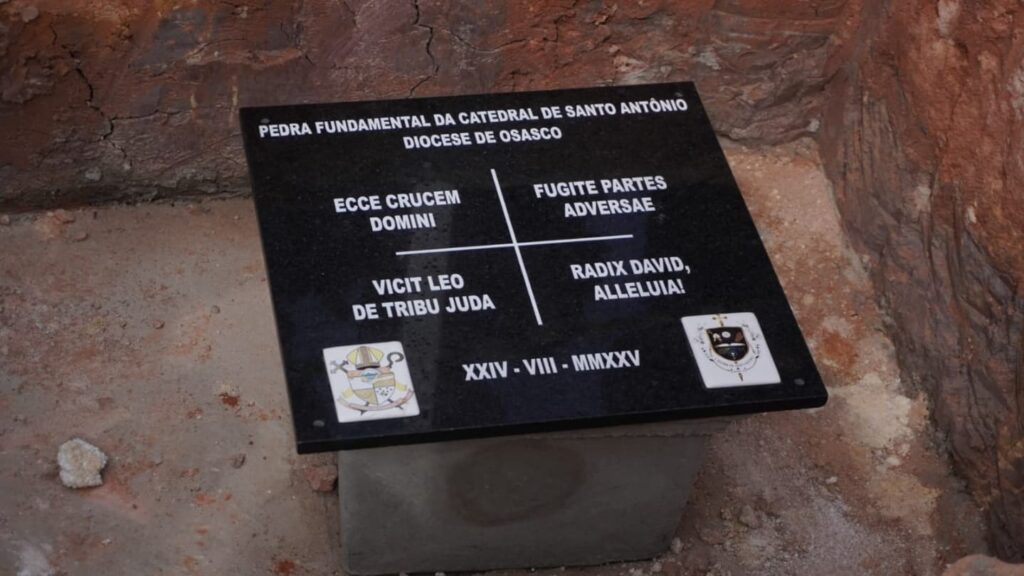 PEDRA FUNDAMENTAL DA CATEDRAL DE SANTO ANTÔNIO
DIOCESE DE OSASCO
ECCE CRUCEM
DOMINI
FUGITE PARTES
ADVERSAE
VICIT LEO
DE TRIBU JUDA
RADIX DAVID,
ALLELUIA!
XXIV - VIII - MMXXV